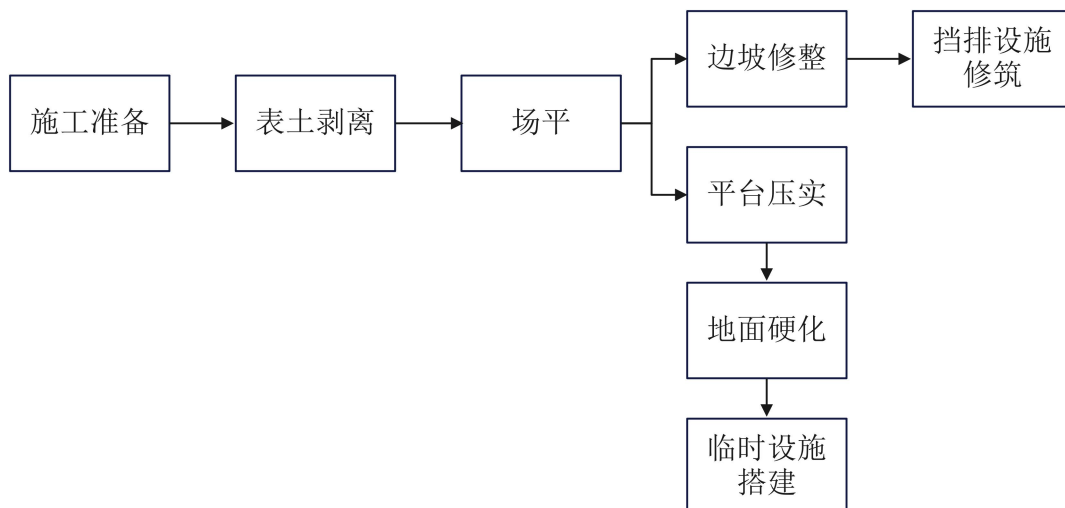 施工准备
表土剥离
场平
边坡修整
挡排设施
修筑
平台压实
地面硬化
临时设施
搭建